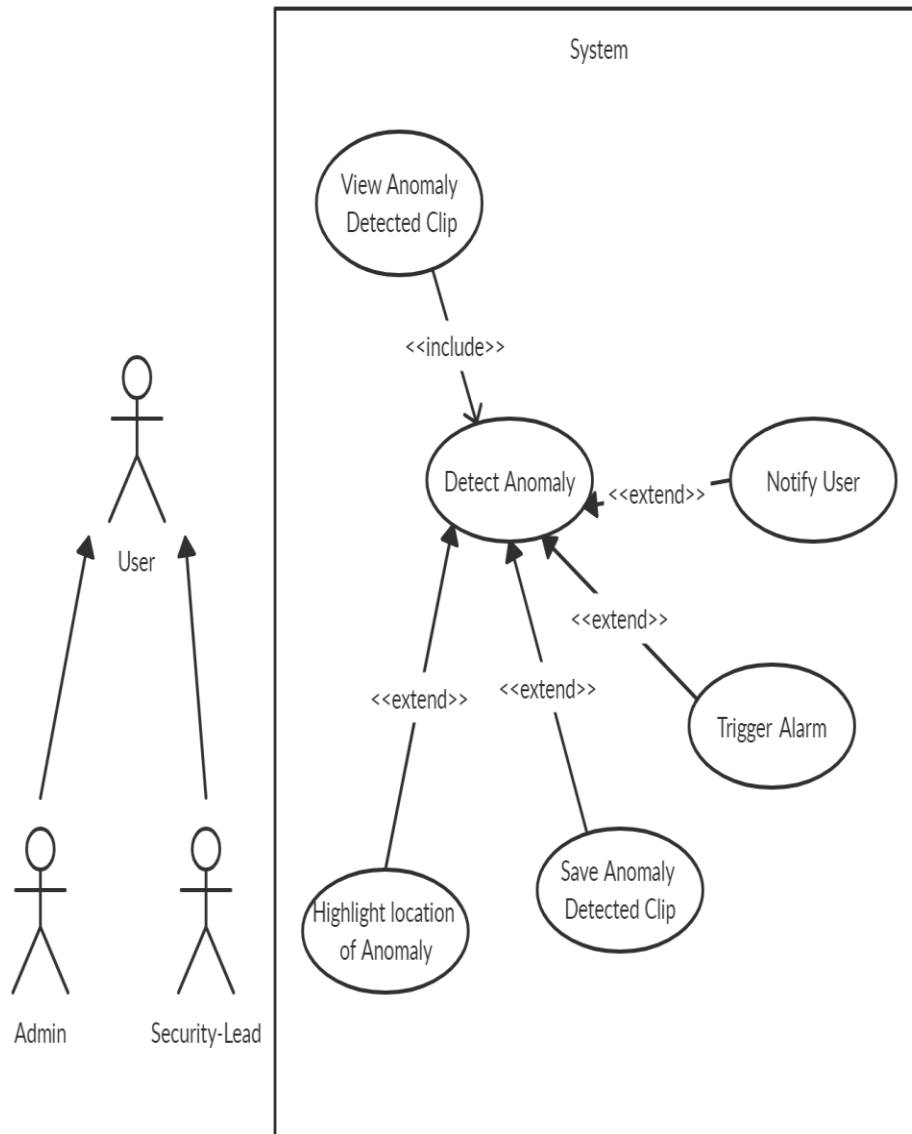 System
View Anomaly
Detected Clip
<<include>>
Detect Anomaly
<<extend>>
Notify User
User
<<extend>>
<<extend>>
<<extend>>
Trigger Alarm
Save Anomaly
Detected Clip
Highlight location
of Anomaly
Admin
Security-Lead